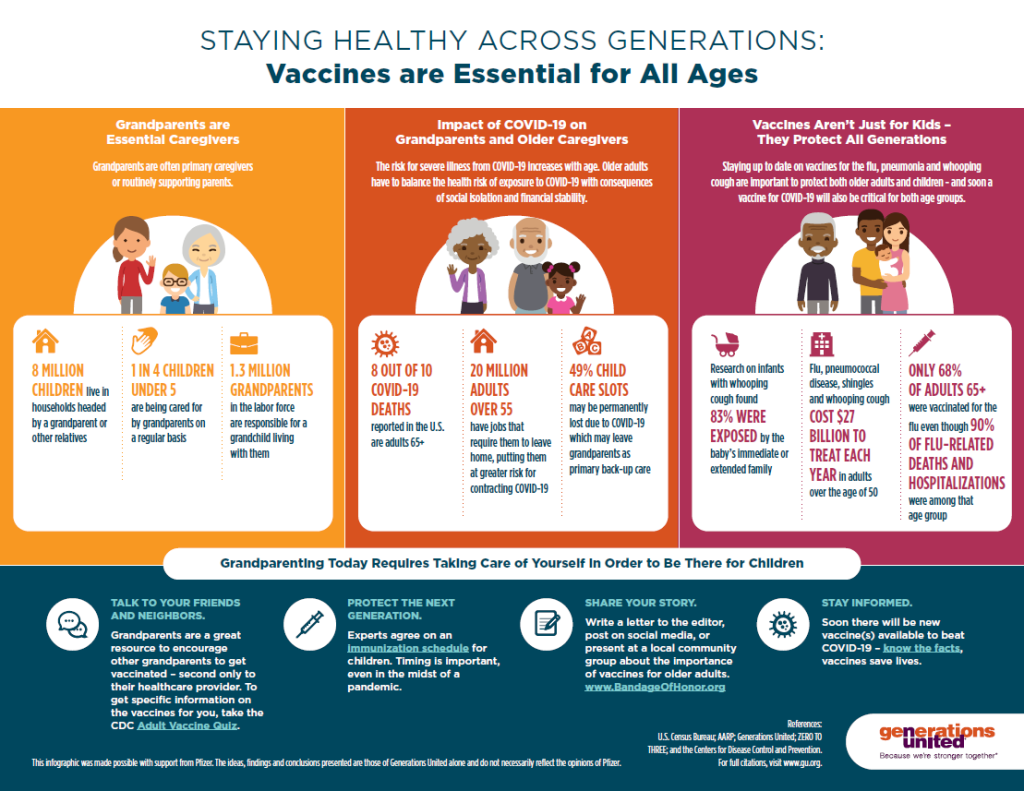 STAYING HEALTHY ACROSS GENERATIONS:
Vaccines are Essential for All Ages
Grandparents are
Essential Caregivers
Grandparents are often primary caregivers
or routinely supporting parents.
8 MILLION
CHILDREN live in
households headed
by a grandparent or
other relatives
1 IN 4 CHILDREN
UNDER 5
are being cared for
by grandparents on
a regular basis
1.3 MILLION
GRANDPARENTS
in the labor force
are responsible for a
grandchild living
with them
Impact of COVID-19 on
Grandparents and Older Caregivers
The risk for severe illness from COVID-19 increases with age. Older adults
have to balance the health risk of exposure to COVID-19 with consequences
of social isolation and financial stability.
8 OUT OF 10
COVID-19
DEATHS
reported in the U.S.
are adults 65+
20 MILLION
ADULTS
OVER 55
have jobs that
require them to leave
home, putting them
at greater risk for
contracting COVID-19
A
B
C
49% CHILD
CARE SLOTS
may be permanently
lost due to COVID-19
which may leave
grandparents as
primary back-up care
Vaccines Aren't Just for Kids –
They Protect All Generations
Staying up to date on vaccines for the flu, pneumonia and whooping
cough are important to protect both older adults and children - and soon a
vaccine for COVID-19 will also be critical for both age groups.
Research on infants
with whooping
cough found
83% WERE
EXPOSED by the
baby's immediate or
extended family
Flu, pneumococcal
disease, shingles
and whooping cough
COST $27
BILLION TO
TREAT EACH
YEAR in adults
over the age of 50
ONLY 68%
OF ADULTS 65+
were vaccinated for the
flu even though 90%
OF FLU-RELATED
DEATHS AND
HOSPITALIZATIONS
were among that
age group
Grandparenting Today Requires Taking Care of Yourself In Order to Be There for Children
TALK TO YOUR FRIENDS
AND NEIGHBORS.
Grandparents are a great
resource to encourage
other grandparents to get
vaccinated – second only to
their healthcare provider. To
get specific information on
the vaccines for you, take the
CDC Adult Vaccine Quiz.
PROTECT THE NEXT
GENERATION.
Experts agree on an
immunization schedule for
children. Timing is important,
even in the midst of a
pandemic.
SHARE YOUR STORY.
Write a letter to the editor,
post on social media, or
present at a local community
group about the importance
of vaccines for older adults.
www.BandageOfHonor.org
STAY INFORMED.
Soon there will be new
vaccine(s) available to beat
COVID-19 – know the facts,
vaccines save lives.
References:
U.S. Census Bureau; AARP; Generations United; ZERO TO
THREE; and the Centers for Disease Control and Prevention.
For full citations, visit www.gu.org.
generations
united
Because we're stronger together®
This infographic was made possible with support from Pfizer. The ideas, findings and conclusions presented are those of Generations United alone and do not necessarily reflect the opinions of Pfizer.